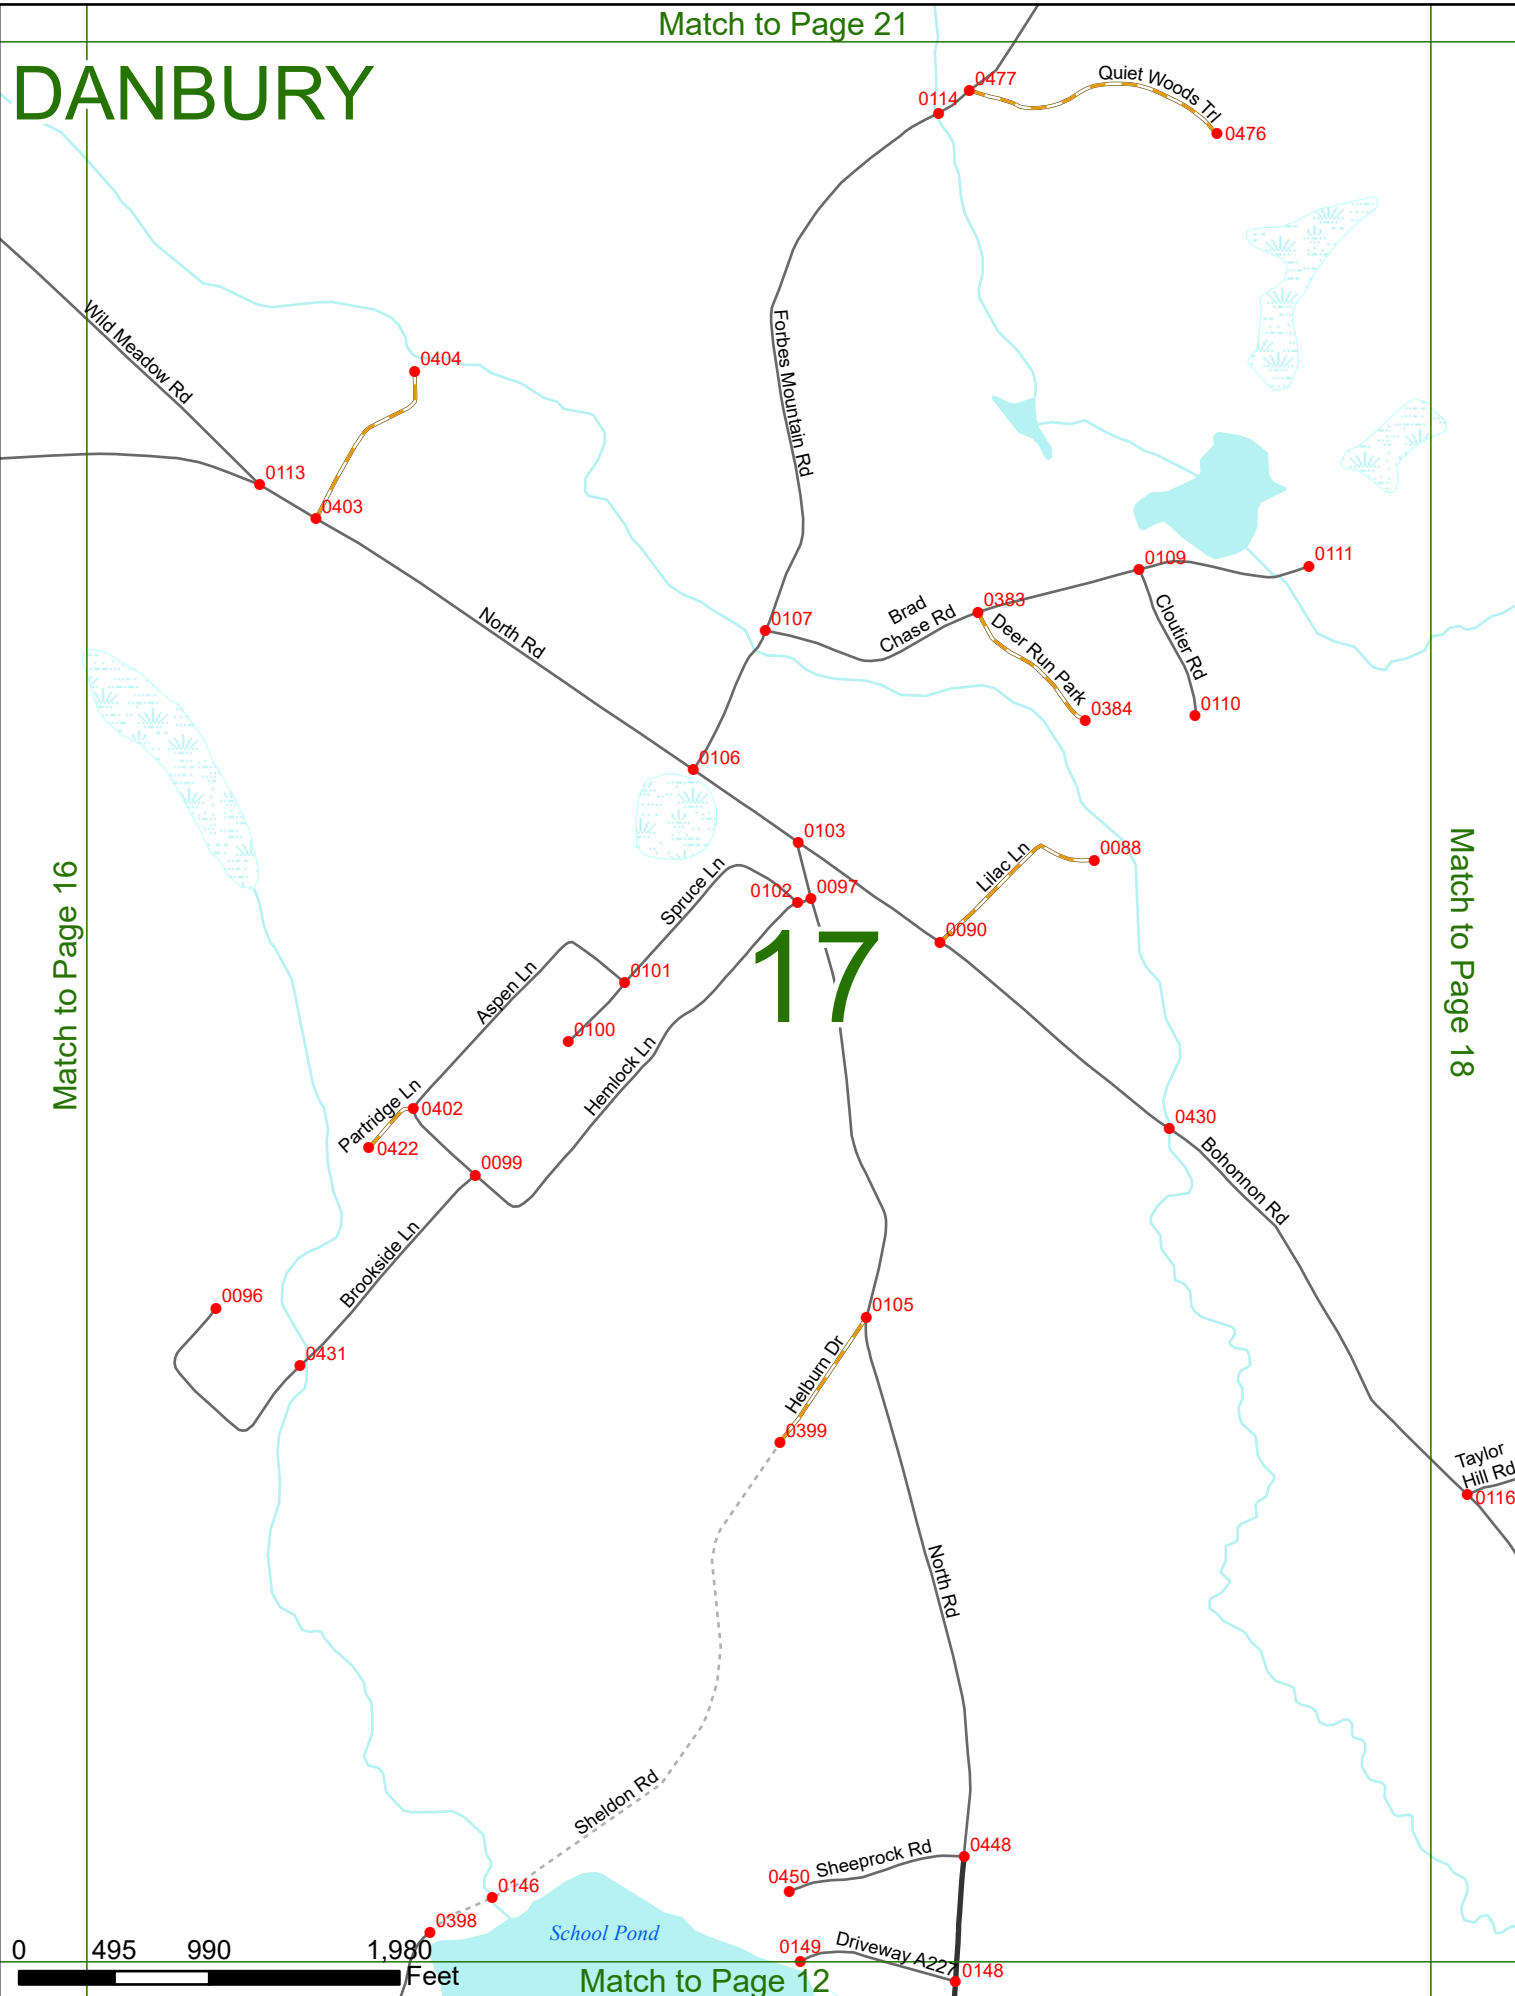 Match to Page 21
DANBURY
0477
Quiet Woods Trl
0114
0476
Wild Meadow Rd
Forbes Mountain Rd
0404
0113
0403
0109
0111
0383
Brad
Chase Rd
Cloutier Rd
North Rd
0107
Deer Run Park
0384
0110
0106
0103
Lilac Ln
0088
Match to Page 16
Match to Page 18
Spruce Ln
0102
0097
0090
17
Aspen Ln
0101
0100
Hemlock Ln
Partridge Ln
0402
0422
0430
0099
Bohonnon Rd
Brookside Ln
0096
0105
0431
Helburn Dr
0399
Taylor
Hill Rd
0116
North Rd
Sheldon Rd
0448
Sheeprock Rd
0450
0146
0398
School Pond
Driveway A227
0149
0148
0 495 990 1,980
Feet
Match to Page 12